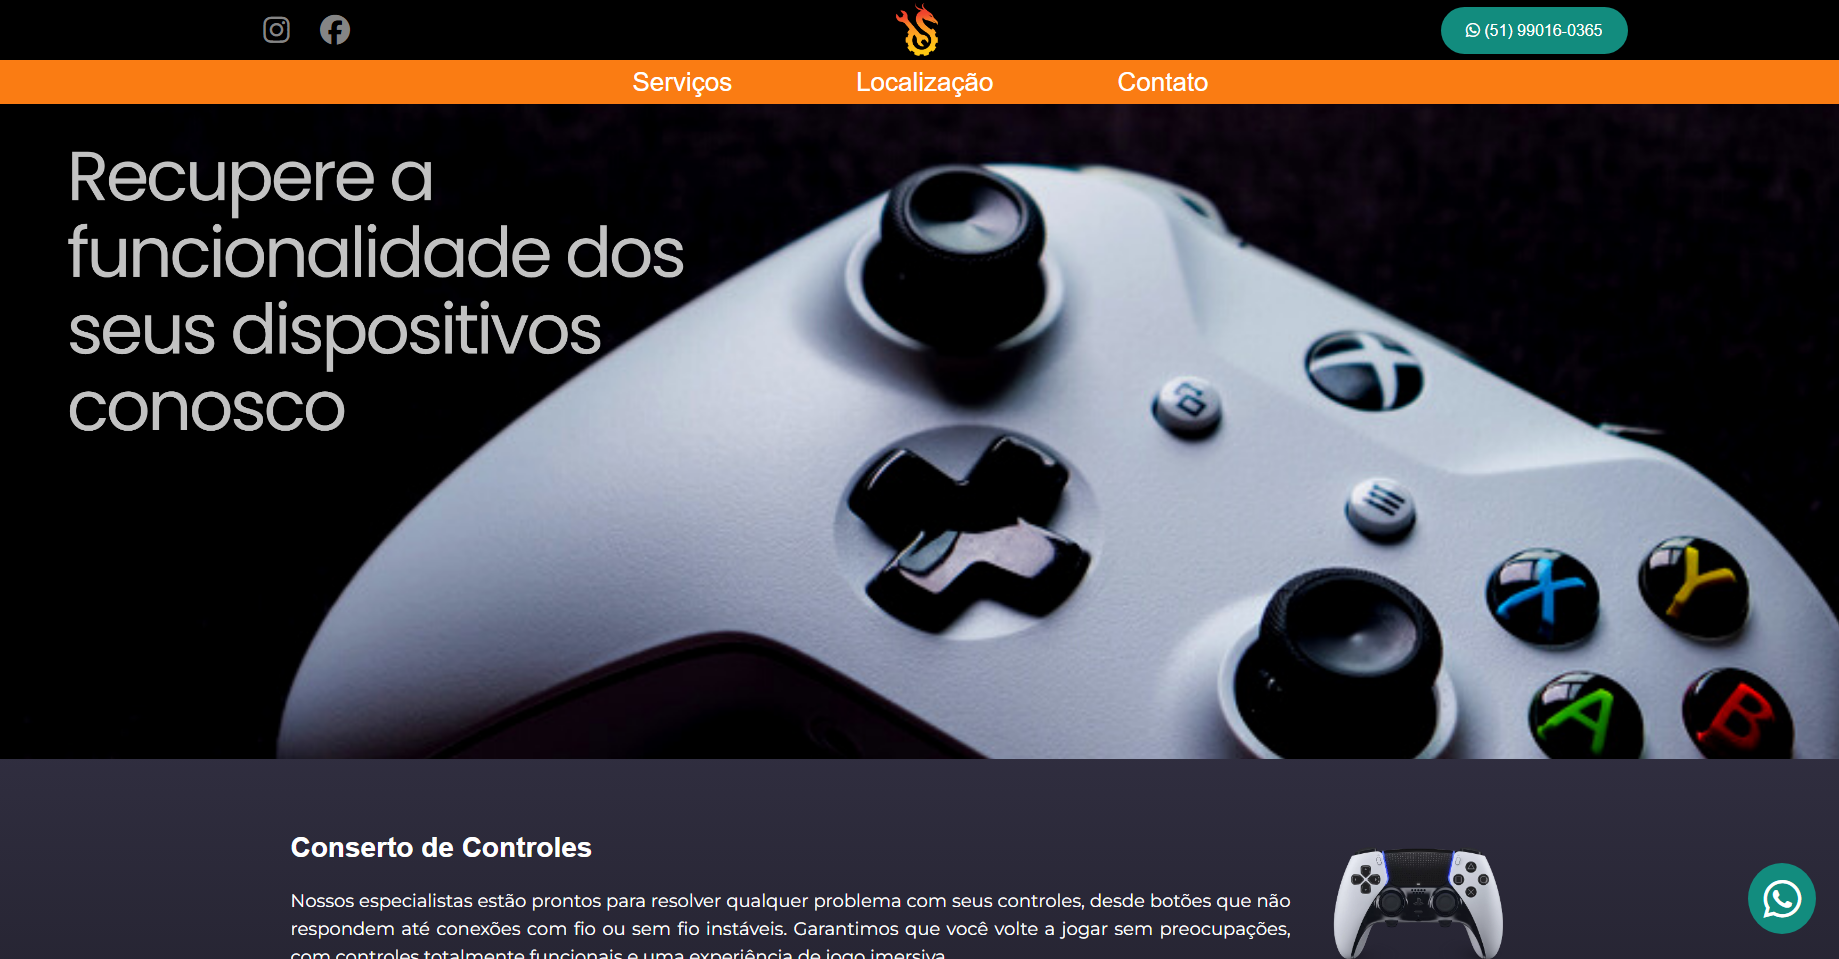 (51) 99016-0365
Serviços Localização Contato
Recupere a
funcionalidade dos
seus dispositivos
conosco
X
Y
A
B
Conserto de Controles
Nossos especialistas estão prontos para resolver qualquer problema com seus controles, desde botões que não
respondem até conexões com fio ou sem fio instáveis. Garantimos que você volte a jogar sem preocupações,
com controles totalmente funcionais e uma experiência de jogo imersiva.